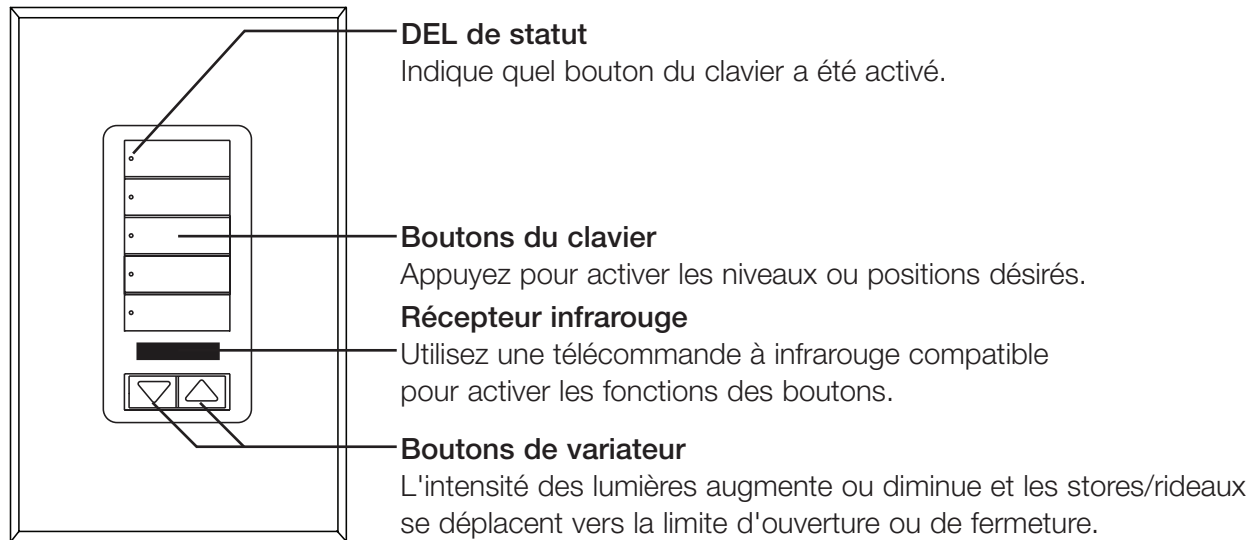 DEL de statut
Indique quel bouton du clavier a été activé.
Boutons du clavier
Appuyez pour activer les niveaux ou positions désirés.
Récepteur infrarouge
Utilisez une télécommande à infrarouge compatible
pour activer les fonctions des boutons.
Boutons de variateur
L'intensité des lumières augmente ou diminue et les stores/rideaux
se déplacent vers la limite d'ouverture ou de fermeture.